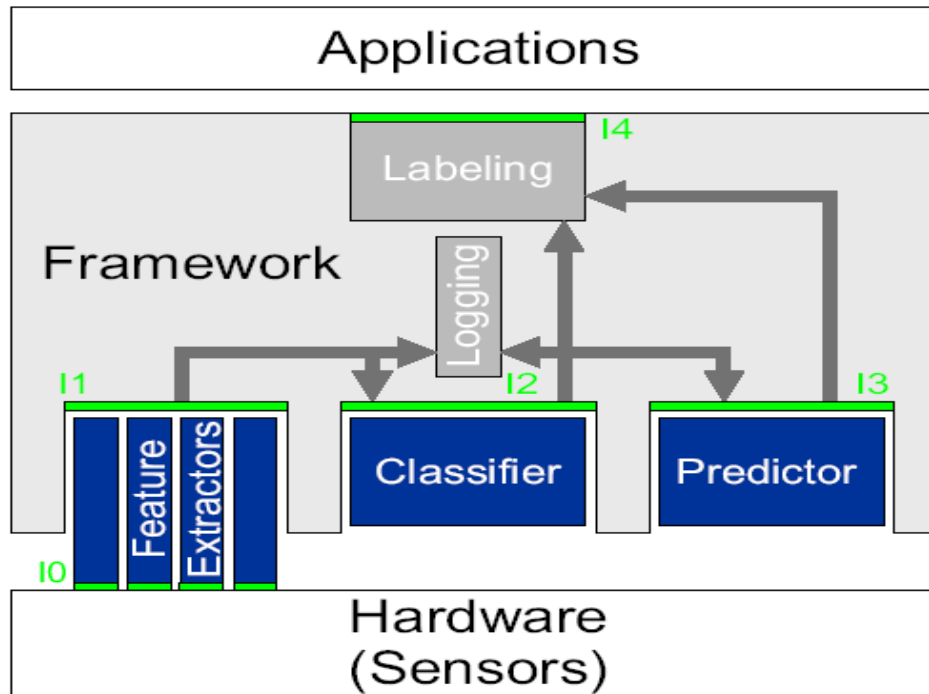 Applications
I4
Labeling
Framework
Logging
I1
I2
I3
Feature
Extractors
Classifier
Predictor
I0
Hardware
(Sensors)